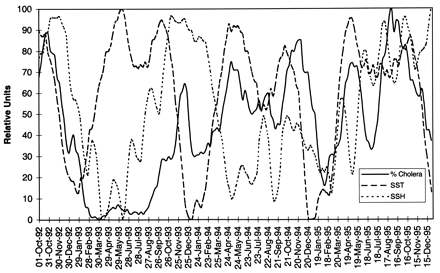 100
90
80
70
60
50
40
30
20
10
0
Relative Units
% Cholera
SST
SSH
01-Oct-92
31-Oct-92
30-Nov-92
30-Dec-92
29-Jan-93
28-Feb-93
30-Mar-93
29-Apr-93
29-May-93
28-Jun-93
28-Jul-93
27-Aug-93
26-Sep-93
26-Oct-93
25-Nov-93
25-Dec-93
24-Jan-94
23-Feb-94
25-Mar-94
24-Apr-94
24-May-94
23-Jun-94
23-Jul-94
22-Aug-94
21-Sep-94
21-Oct-94
20-Nov-94
20-Dec-94
19-Jan-95
18-Feb-95
20-Mar-95
19-Apr-95
19-May-95
18-Jun-95
18-Jul-95
17-Aug-95
16-Sep-95
16-Oct-95
15-Nov-95
15-Dec-95